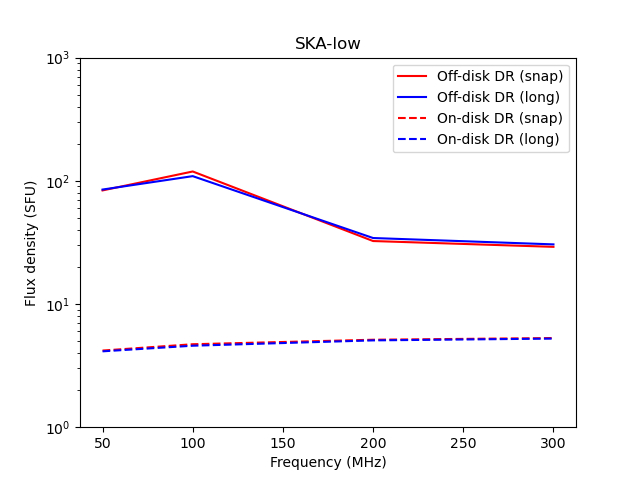 SKA-low
Off-disk DR (snap)
Off-disk DR (long)
On-disk DR (snap)
On-disk DR (long)
Flux density (SFU)
10³
10²
10¹
10⁰
50 100 150 200 250 300
Frequency (MHz)